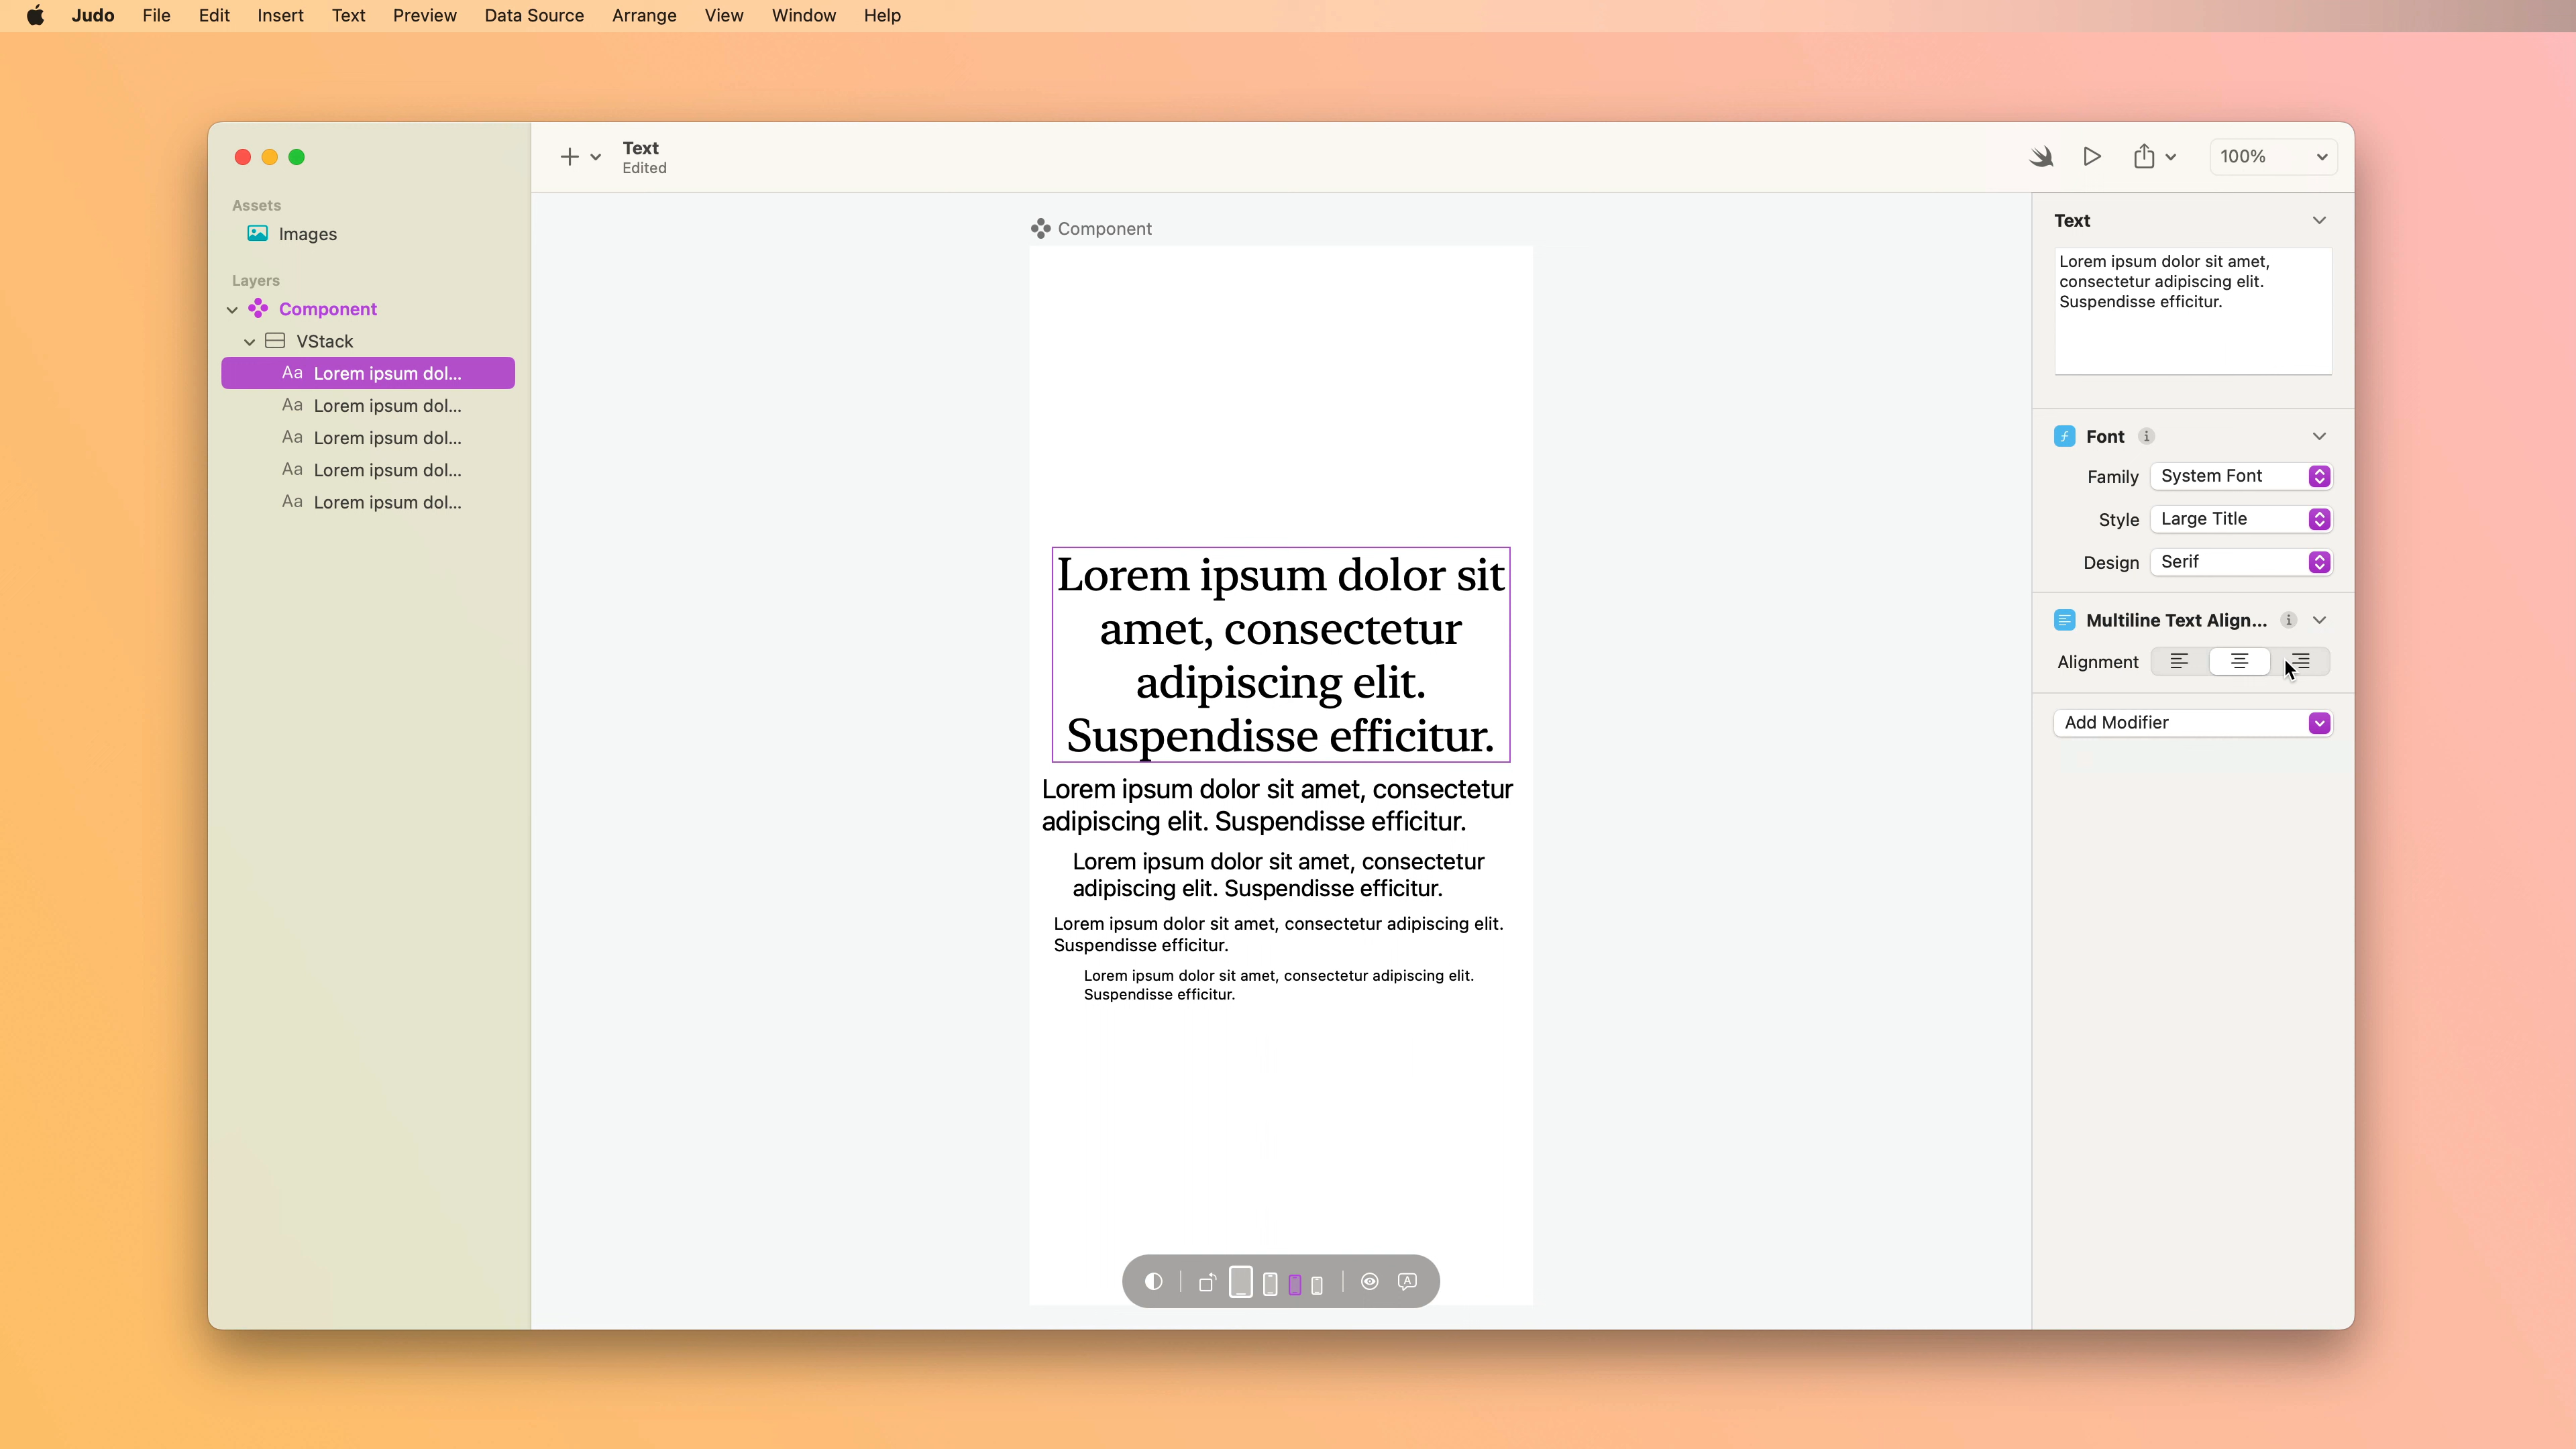 Judo File Edit Insert Text Preview Data Source Arrange View Window Help
Text
Edited
100%
Assets
Images
Layers
Component
VStack
Aa Lorem ipsum dol...
Aa Lorem ipsum dol...
Aa Lorem ipsum dol...
Aa Lorem ipsum dol...
Aa Lorem ipsum dol...
Component
Lorem ipsum dolor sit
amet, consectetur
adipiscing elit.
Suspendisse efficitur.
Lorem ipsum dolor sit amet, consectetur
adipiscing elit. Suspendisse efficitur.
Lorem ipsum dolor sit amet, consectetur
adipiscing elit. Suspendisse efficitur.
Lorem ipsum dolor sit amet, consectetur adipiscing elit.
Suspendisse efficitur.
Lorem ipsum dolor sit amet, consectetur adipiscing elit.
Suspendisse efficitur.
Text
Lorem ipsum dolor sit amet,
consectetur adipiscing elit.
Suspendisse efficitur.
Font
Family System Font
Style Large Title
Design Serif
Multiline Text Align...
Alignment
Add Modifier